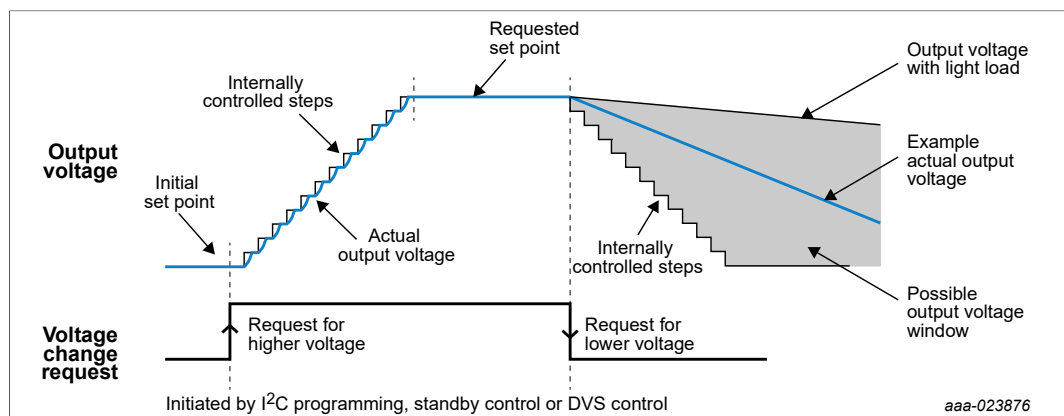 Requested
set point
Output voltage
with light load
Internally
controlled steps
Output
voltage
Example
actual output
voltage
Initial
set point
Actual
output voltage
Internally
controlled steps
Possible
output voltage
window
Voltage
change
request
Request for
higher voltage
Request for
lower voltage
Initiated by I²C programming, standby control or DVS control
aaa-023876